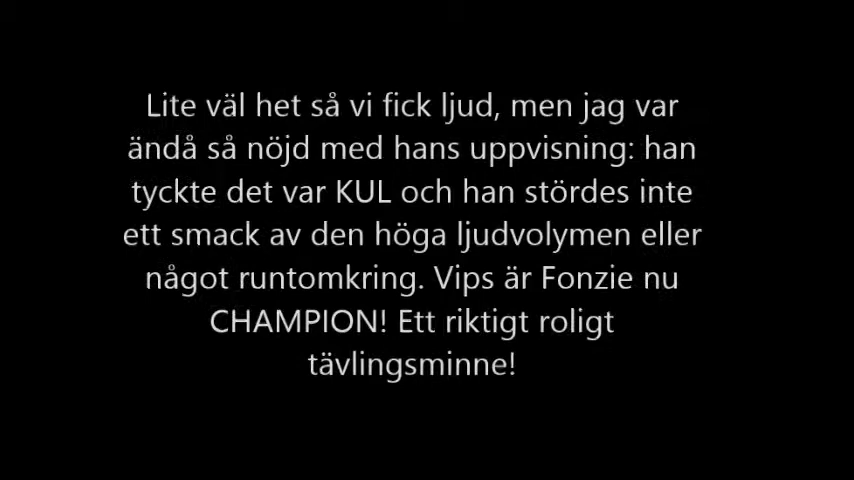 Lite väl het så vi fick ljud, men jag var
ändå så nöjd med hans uppvisning: han
tyckte det var KUL och han stördes inte
ett smack av den höga ljudvolymen eller
något runtomkring. Vips är Fonzie nu
CHAMPION! Ett riktigt roligt
tävlingsminne!